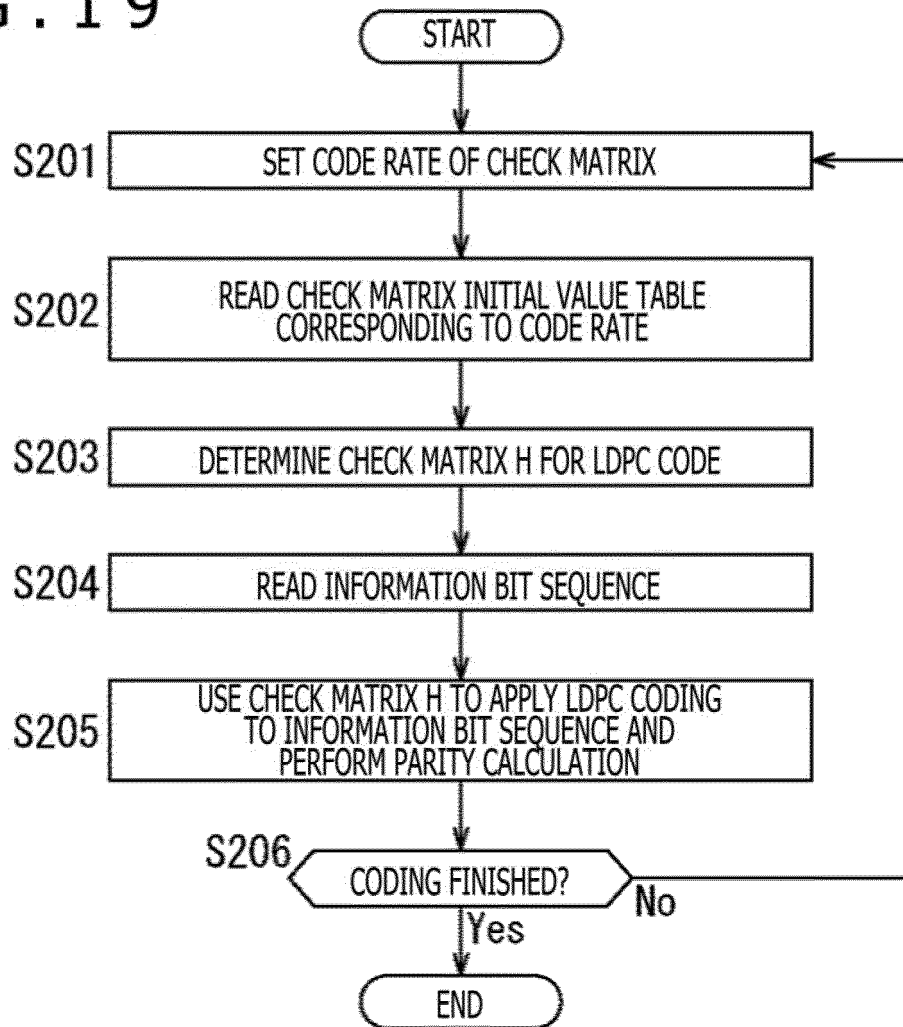 G.19
START
S201
SET CODE RATE OF CHECK MATRIX
S202
READ CHECK MATRIX INITIAL VALUE TABLE
CORRESPONDING TO CODE RATE
S203
DETERMINE CHECK MATRIX H FOR LDPC CODE
S204
READ INFORMATION BIT SEQUENCE
S205
USE CHECK MATRIX H TO APPLY LDPC CODING
TO INFORMATION BIT SEQUENCE AND
PERFORM PARITY CALCULATION
S206
CODING FINISHED?
No
Yes
END